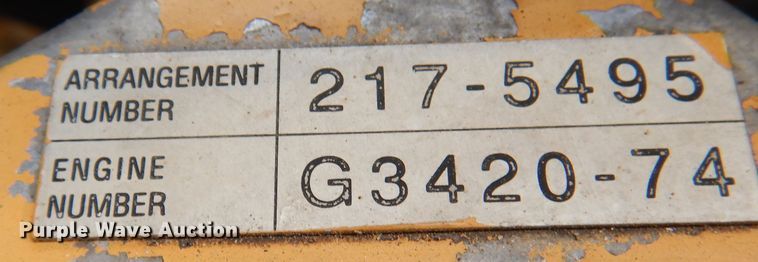 ARRANGEMENT NUMBER 217-5495
ENGINE NUMBER G3420-74
Purple Wave Auction